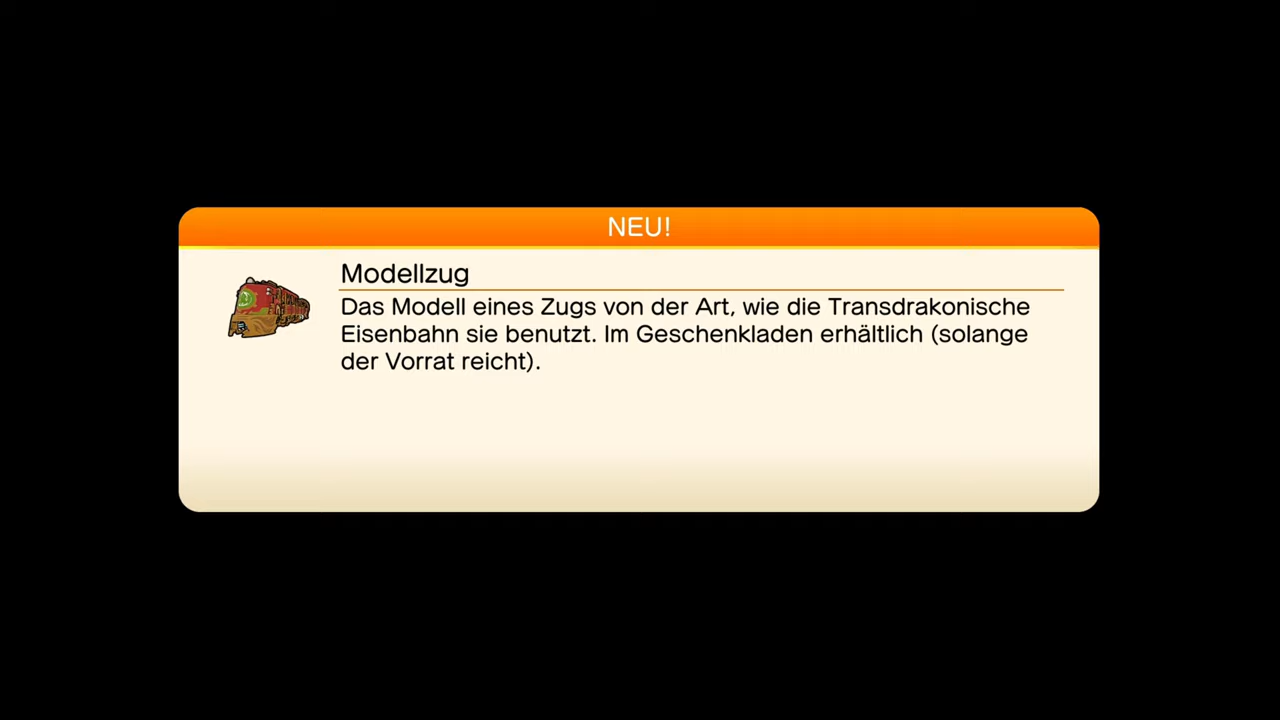 NEU!
Modellzug
Das Modell eines Zugs von der Art, wie die Transdrakonische
Eisenbahn sie benutzt. Im Geschenkladen erhältlich (solange
der Vorrat reicht).